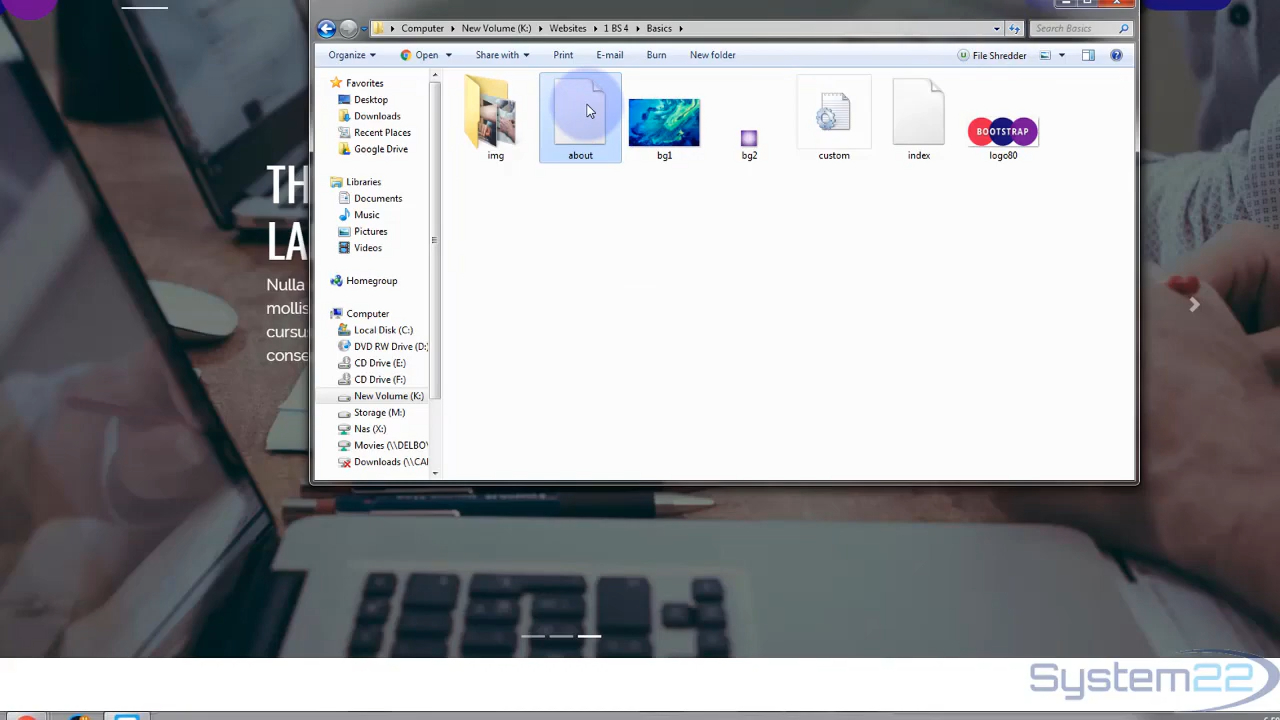 Computer ▸ New Volume (K:) ▸ Websites ▸ 1 BS 4 ▸ Basics ▸
Search Basics
Organize ▾ Open ▾ Share with ▾ Print E-mail Burn New folder File Shredder
Favorites
Desktop
Downloads
Recent Places
Google Drive
Libraries
Documents
Music
Pictures
Videos
Homegroup
Computer
Local Disk (C:)
DVD RW Drive (D:)
CD Drive (E:)
CD Drive (F:)
New Volume (K:)
Storage (M:)
Nas (X:)
Movies (\\DELBO
Downloads (\\CA
BOOTSTRAP
img about bg1 bg2 custom index logo80
TH
LA
Nulla
mollis
cursu
conse
System22